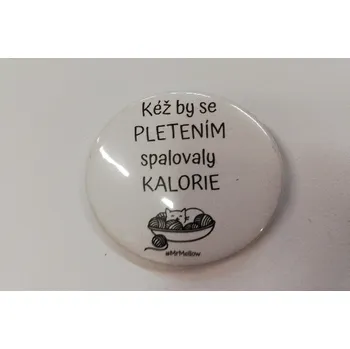 Kéž by se
PLETENÍM
spalovaly
KALORIE
#MrMellow